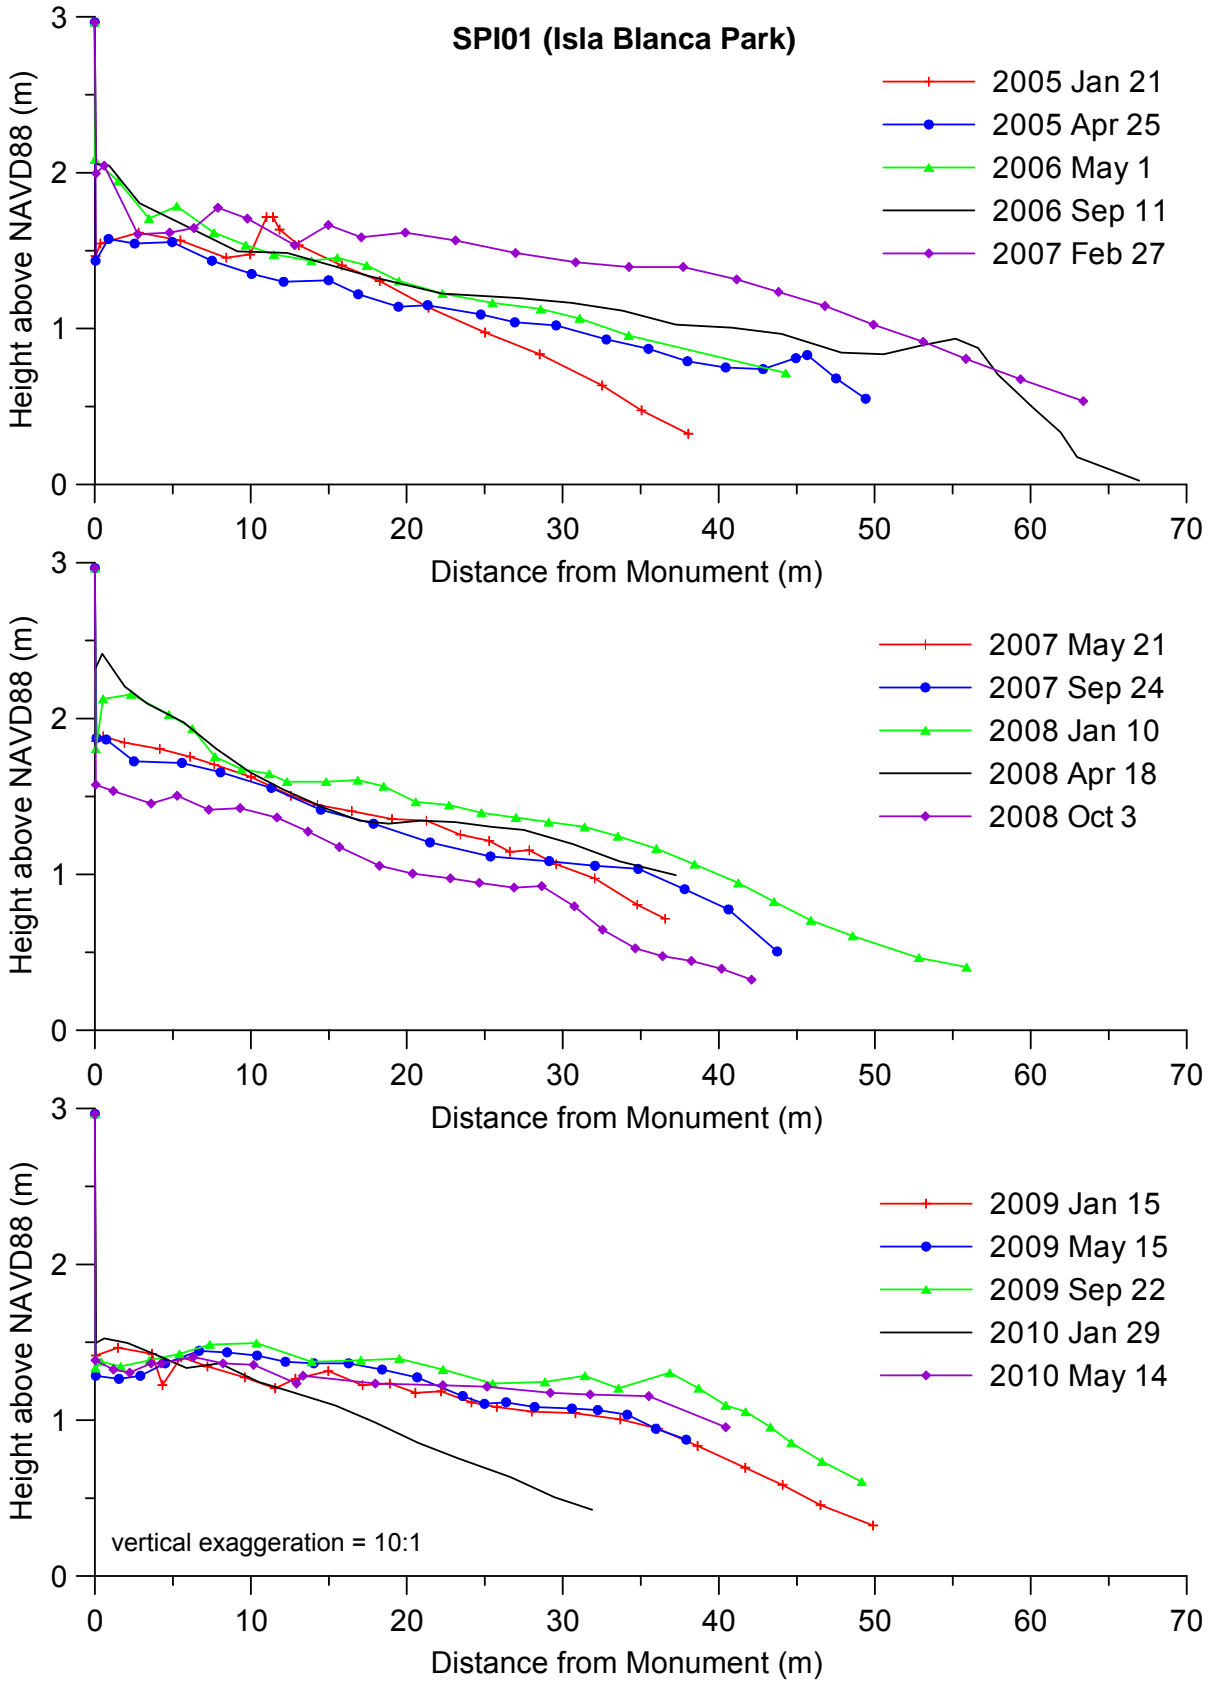 SPI01 (Isla Blanca Park)
Height above NAVD88 (m)
3
2
1
0
2005 Jan 21
2005 Apr 25
2006 May 1
2006 Sep 11
2007 Feb 27
0 10 20 30 40 50 60 70
Distance from Monument (m)
Height above NAVD88 (m)
3
2
1
0
2007 May 21
2007 Sep 24
2008 Jan 10
2008 Apr 18
2008 Oct 3
0 10 20 30 40 50 60 70
Distance from Monument (m)
Height above NAVD88 (m)
3
2
1
0
2009 Jan 15
2009 May 15
2009 Sep 22
2010 Jan 29
2010 May 14
vertical exaggeration = 10:1
0 10 20 30 40 50 60 70
Distance from Monument (m)